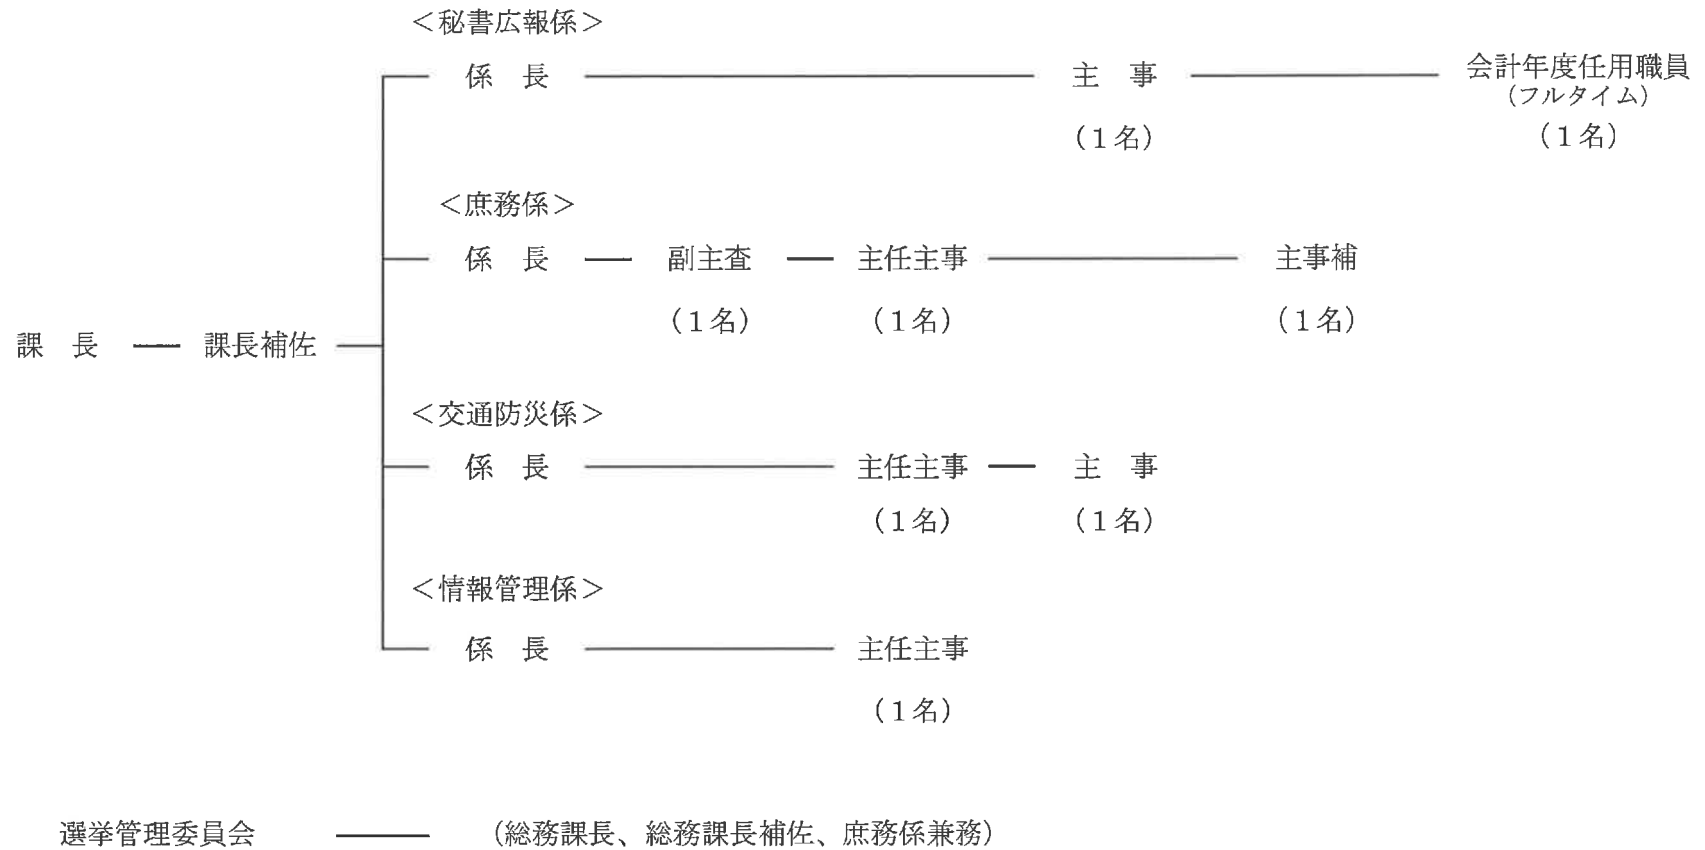 ＜秘書広報係＞
係　長　主　事　会計年度任用職員
（フルタイム）
（１名）　（１名）
＜庶務係＞
係　長　副主査　主任主事　主事補
（１名）　（１名）　（１名）
課　長　課長補佐
＜交通防災係＞
係　長　主任主事　主　事
（１名）　（１名）
＜情報管理係＞
係　長　主任主事
（１名）
選挙管理委員会　（総務課長、総務課長補佐、庶務係兼務）